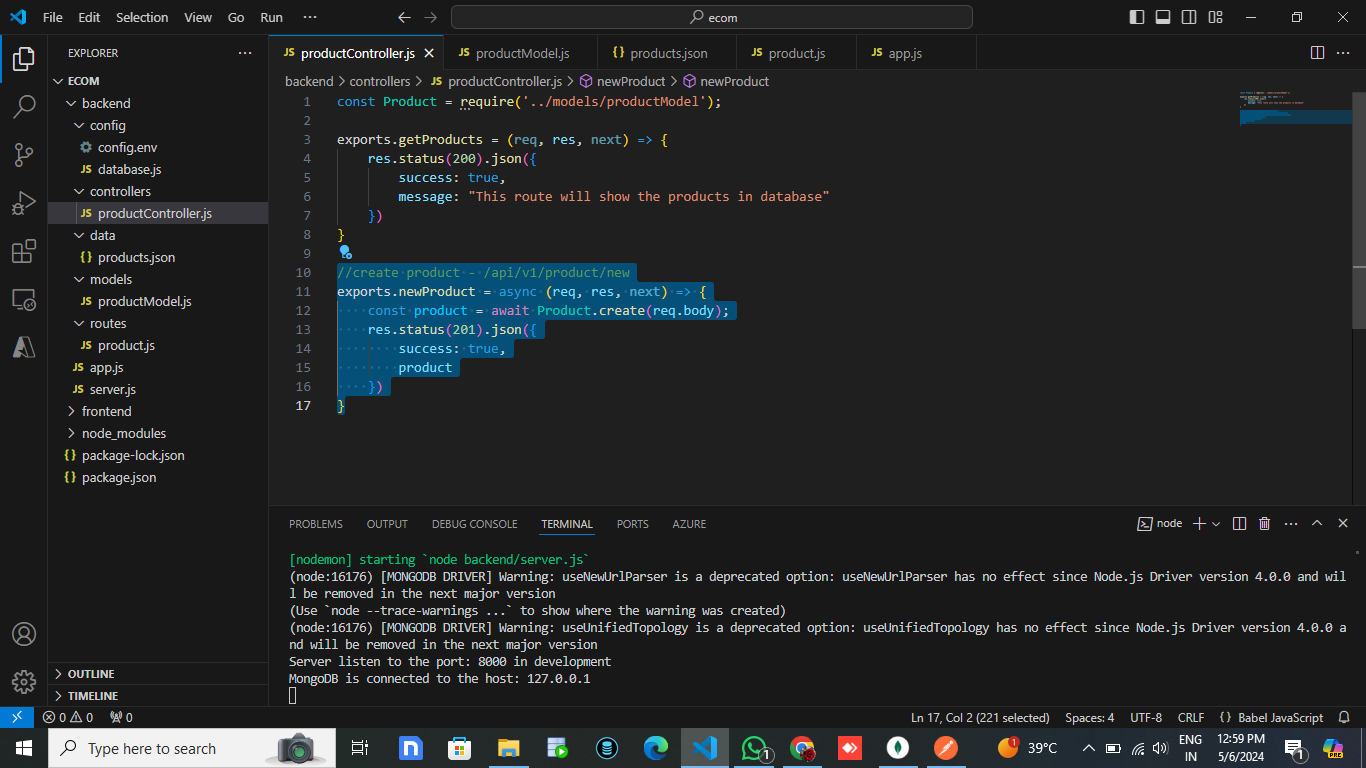 File Edit Selection View Go Run ··· ecom
EXPLORER ···
productController.js productModel.js products.json product.js app.js
ECOM
backend
config
config.env
database.js
controllers
productController.js
data
products.json
models
productModel.js
routes
product.js
app.js
server.js
frontend
node_modules
package-lock.json
package.json
OUTLINE
TIMELINE
backend > controllers > JS productController.js > newProduct > newProduct
1 const Product = require('../models/productModel');
2
3 exports.getProducts = (req, res, next) => {
4 res.status(200).json({
5 success: true,
6 message: "This route will show the products in database"
7 })
8 }
9
10 //create product - /api/v1/product/new
11 exports.newProduct = async (req, res, next) => {
12 const product = await Product.create(req.body);
13 res.status(201).json({
14 success: true,
15 product
16 })
17 }
PROBLEMS OUTPUT DEBUG CONSOLE TERMINAL PORTS AZURE node
[nodemon] starting `node backend/server.js`
(node:16176) [MONGODB DRIVER] Warning: useNewUrlParser is a deprecated option: useNewUrlParser has no effect since Node.js Driver version 4.0.0 and wil
l be removed in the next major version
(Use `node --trace-warnings ...` to show where the warning was created)
(node:16176) [MONGODB DRIVER] Warning: useUnifiedTopology is a deprecated option: useUnifiedTopology has no effect since Node.js Driver version 4.0.0 a
nd will be removed in the next major version
Server listen to the port: 8000 in development
MongoDB is connected to the host: 127.0.0.1
0 0 0 Ln 17, Col 2 (221 selected) Spaces: 4 UTF-8 CRLF {} Babel JavaScript
Type here to search 39°C ENG IN 12:59 PM 5/6/2024